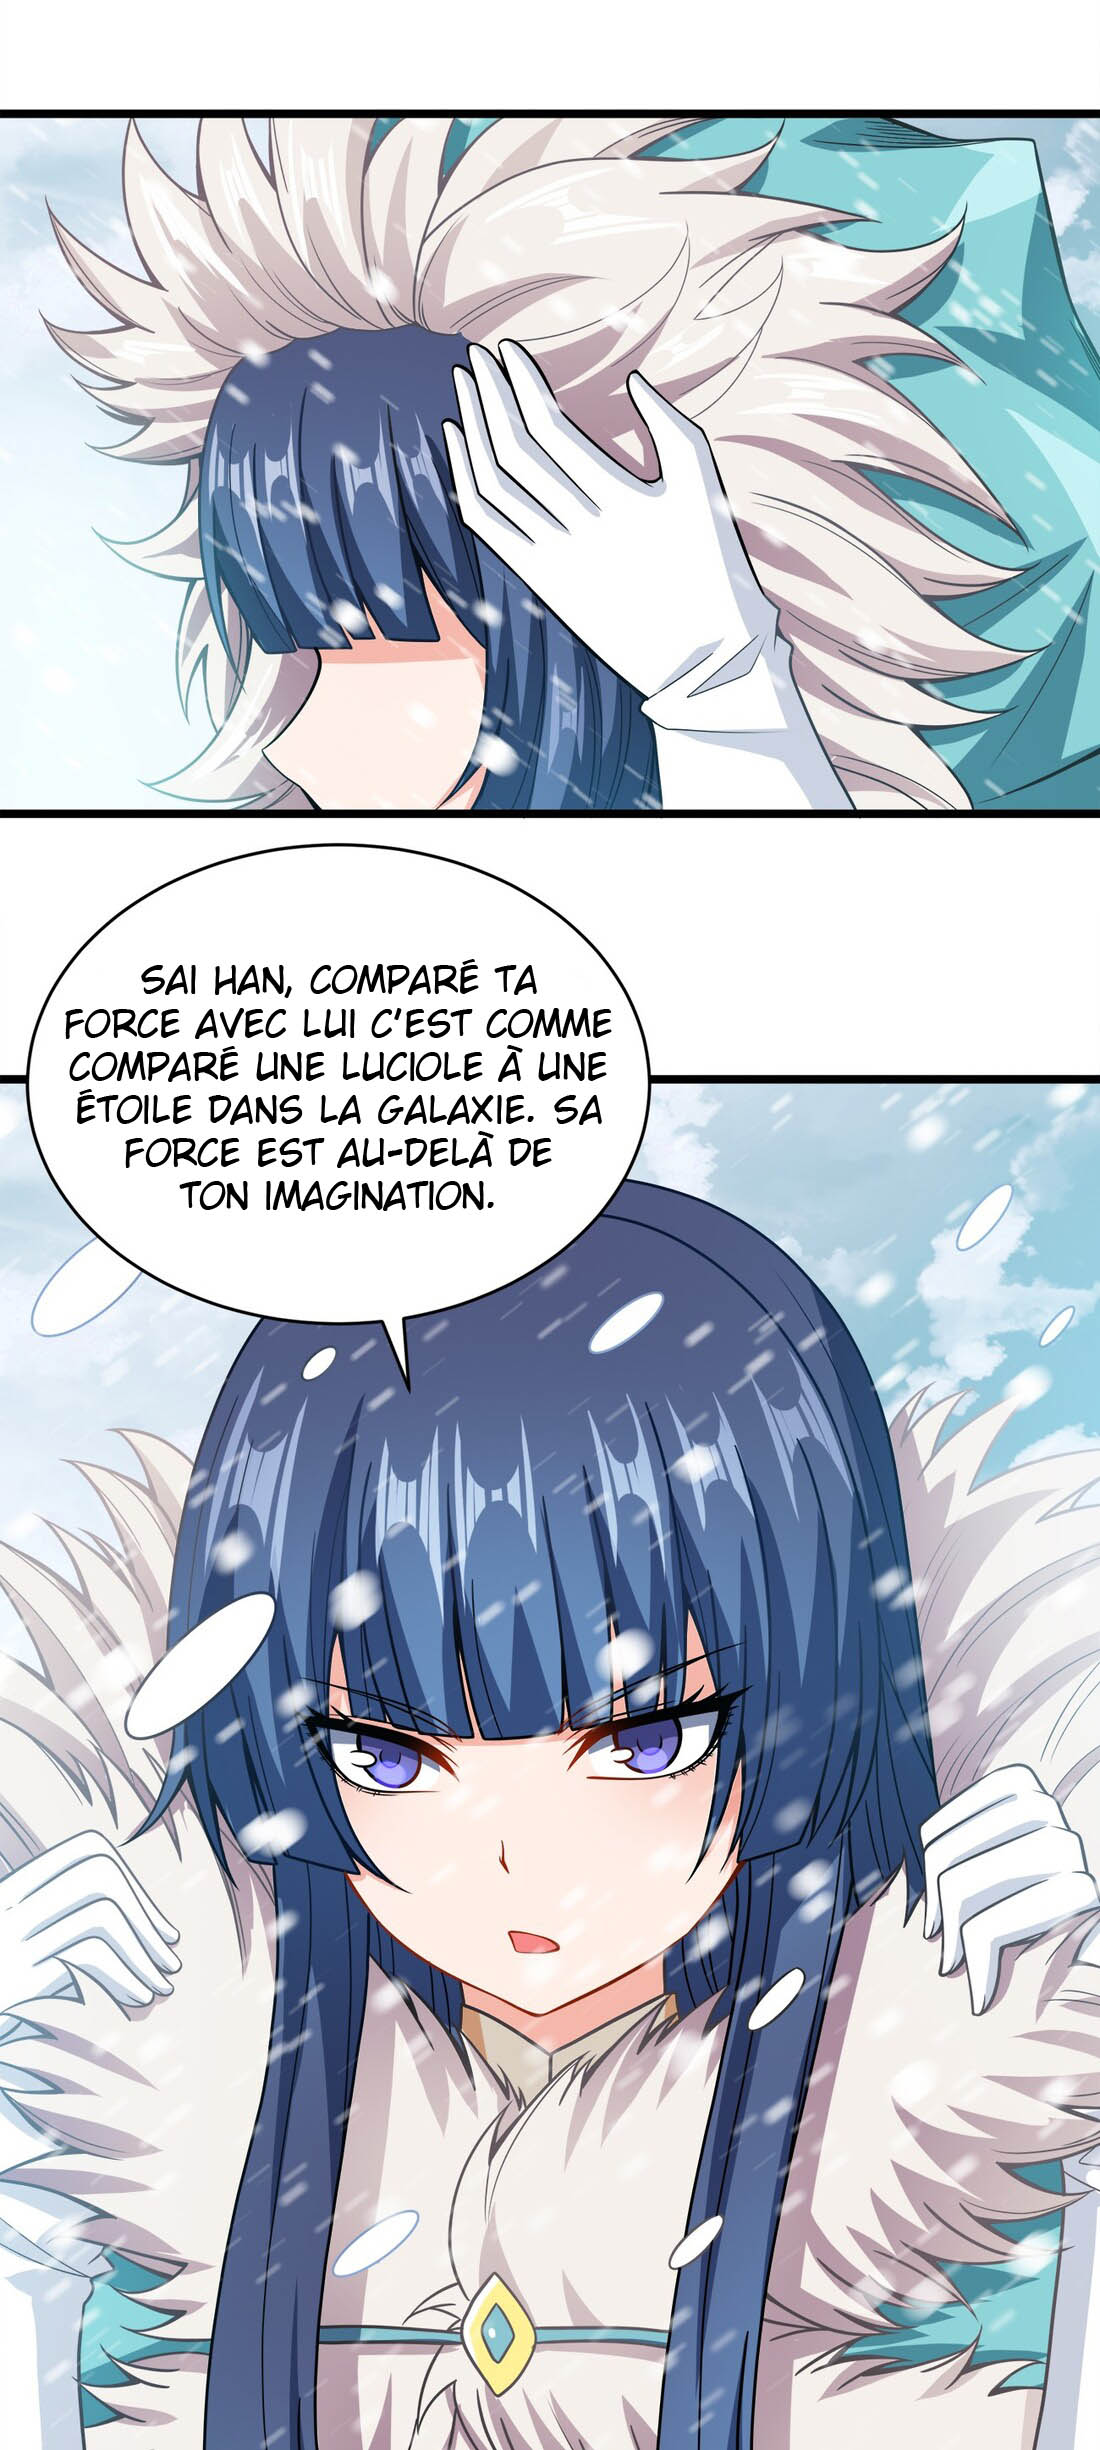 SAI HAN, COMPARÉ TA
FORCE AVEC LUI C'EST COMME
COMPARÉ UNE LUCIOLE À UNE
ÉTOILE DANS LA GALAXIE. SA
FORCE EST AU-DELÀ DE
TON IMAGINATION.